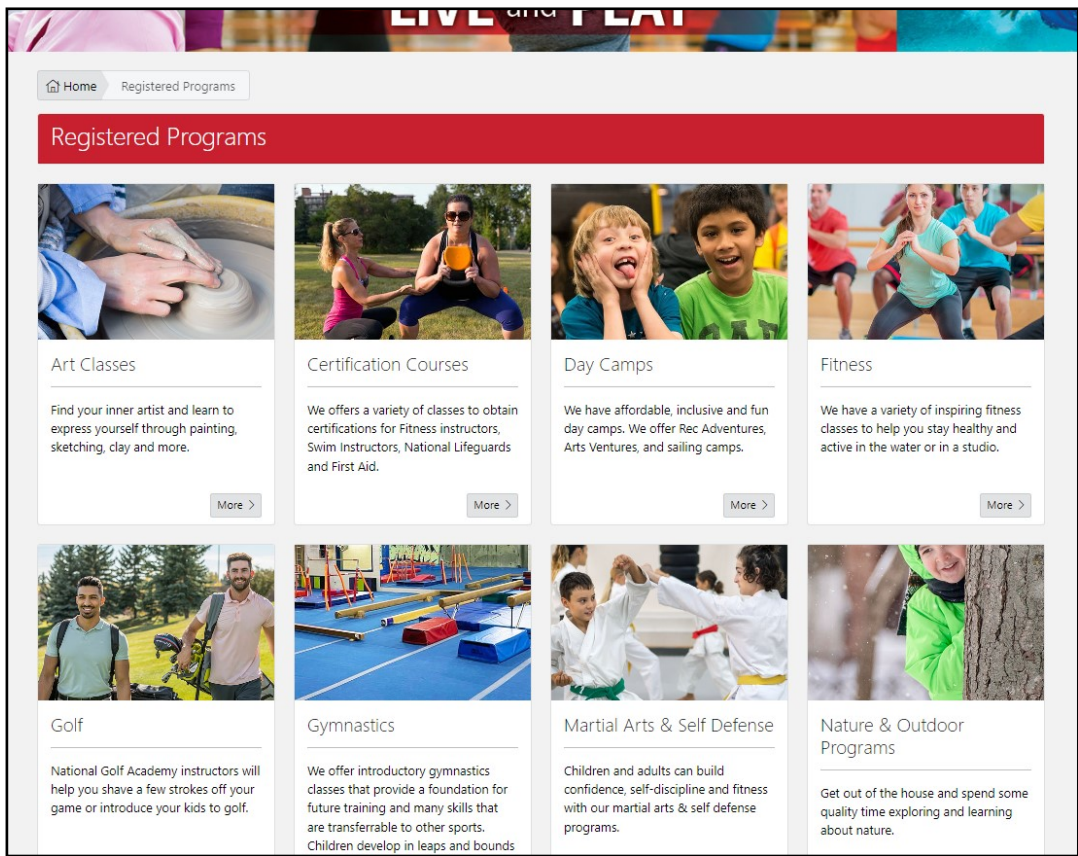 LIVE and PLAY
Home
Registered Programs
Registered Programs
GAP
Art Classes
Find your inner artist and learn to
express yourself through painting,
sketching, clay and more.
More >
Certification Courses
We offers a variety of classes to obtain
certifications for Fitness instructors,
Swim Instructors, National Lifeguards
and First Aid.
More >
Day Camps
We have affordable, inclusive and fun
day camps. We offer Rec Adventures,
Arts Ventures, and sailing camps.
More >
Fitness
We have a variety of inspiring fitness
classes to help you stay healthy and
active in the water or in a studio.
More >
Golf
National Golf Academy instructors will
help you shave a few strokes off your
game or introduce your kids to golf.
Gymnastics
We offer introductory gymnastics
classes that provide a foundation for
future training and many skills that
are transferrable to other sports.
Children develop in leaps and bounds
Martial Arts & Self Defense
Children and adults can build
confidence, self-discipline and fitness
with our martial arts & self defense
programs.
Nature & Outdoor
Programs
Get out of the house and spend some
quality time exploring and learning
about nature.